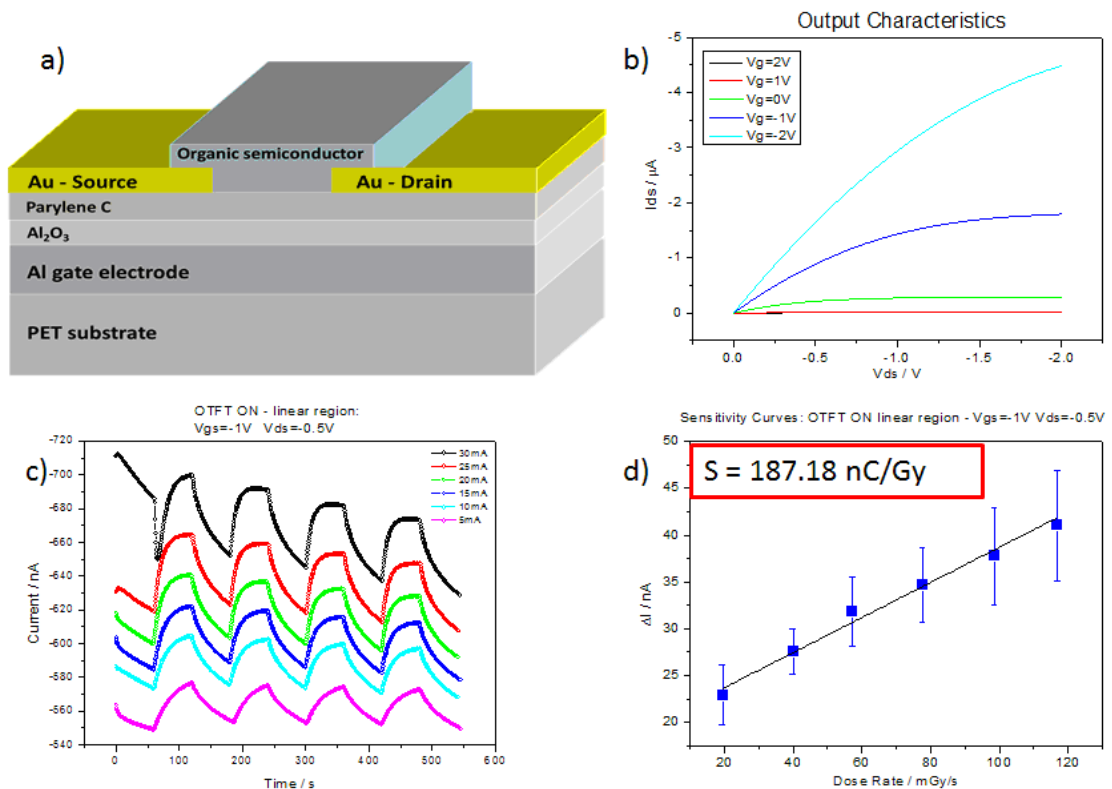 a)
Organic semiconductor
Au - Source
Au - Drain
Parylene C
Al₂O₃
Al gate electrode
PET substrate
Output Characteristics
b)
Vg=2V
Vg=1V
Vg=0V
Vg=-1V
Vg=-2V
-5
-4
-3
-2
-1
0
Ids / µA
0.0 -0.5 -1.0 -1.5 -2.0
Vds / V
OTFT ON - linear region:
Vgs=-1V Vds=-0.5V
c)
30mA
25mA
20mA
15mA
10mA
5mA
-720
-700
-680
-660
-640
-620
-600
-580
-560
-540
Current / nA
0 100 200 300 400 500 600
Time / s
Sensitivity Curves: OTFT ON linear region - Vgs=-1V Vds=-0.5V
d)
S = 187.18 nC/Gy
50
45
40
35
30
25
20
ΔI / nA
20 40 60 80 100 120
Dose Rate / mGy/s